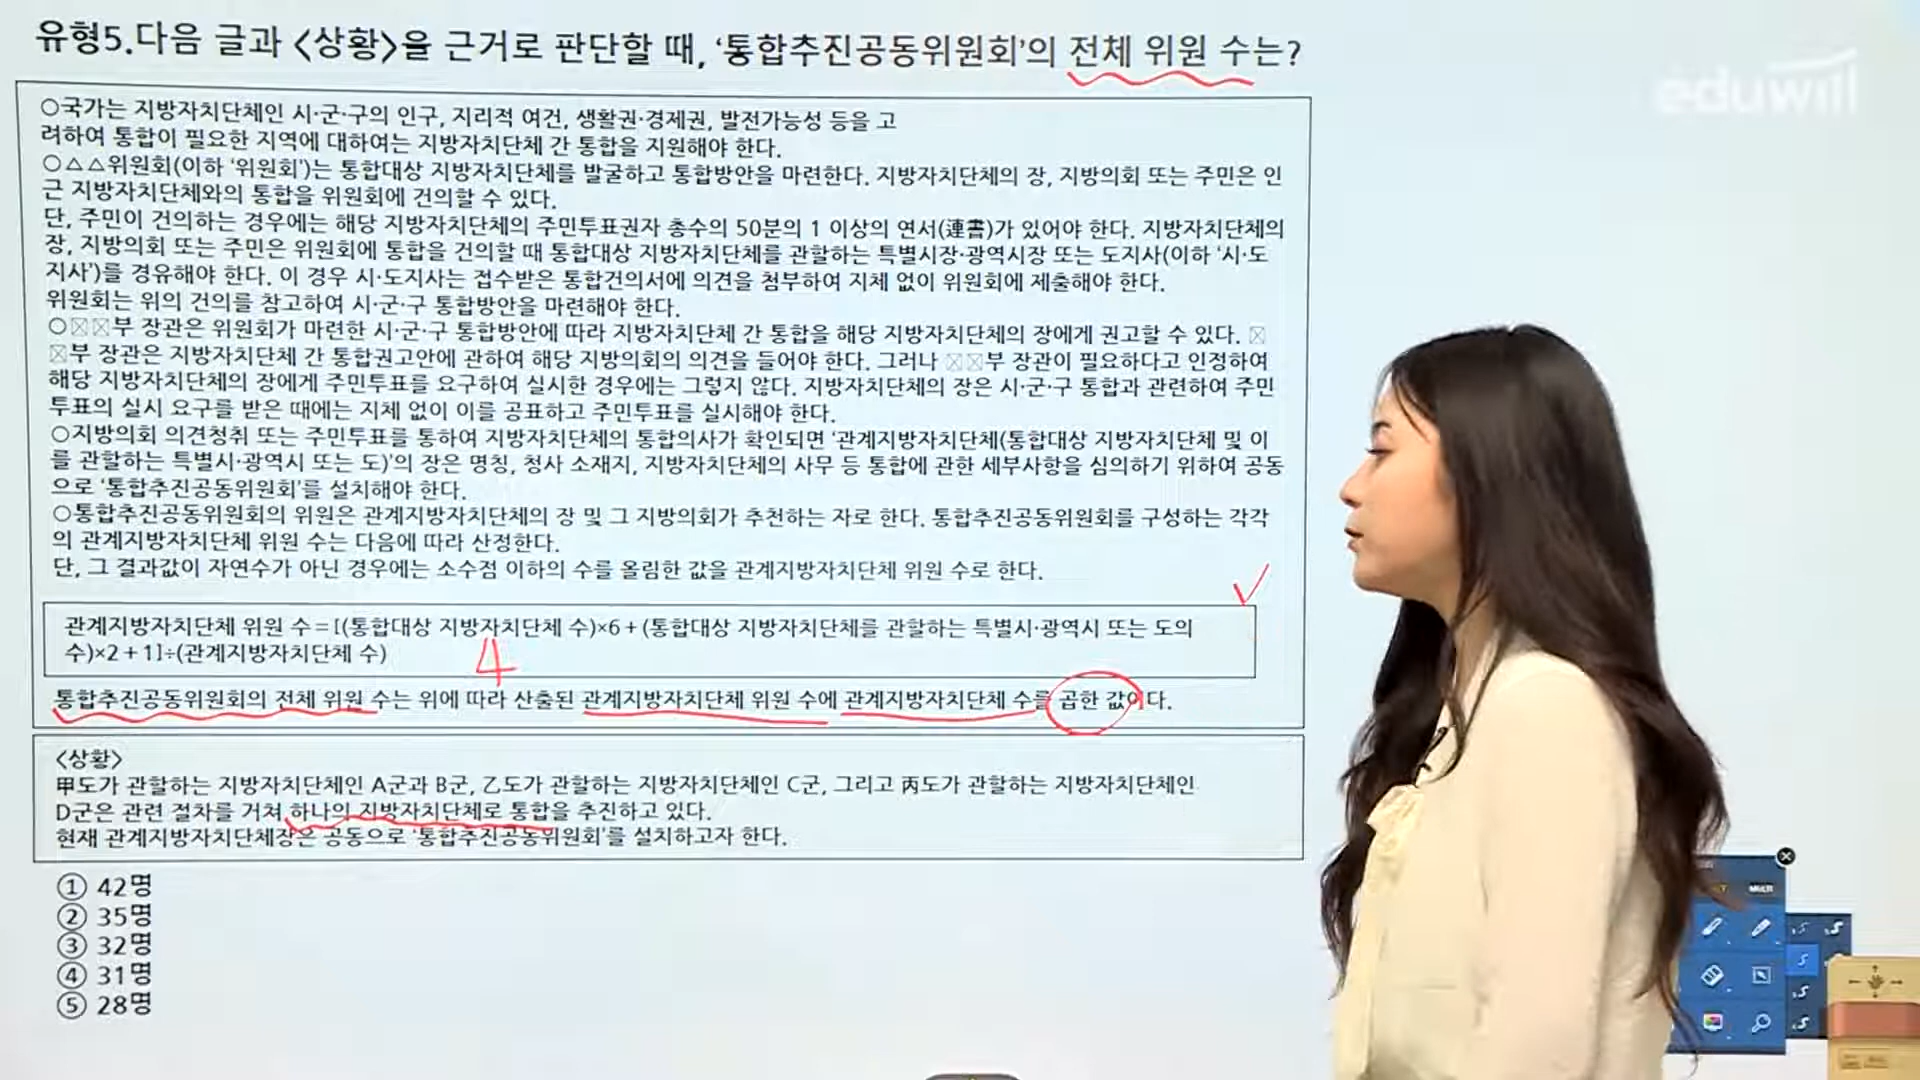 유형5.다음 글과 <상황>을 근거로 판단할 때, '통합추진공동위원회'의 전체 위원 수는?
eduwill
○국가는 지방자치단체인 시·군·구의 인구, 지리적 여건, 생활권·경제권, 발전가능성 등을 고
려하여 통합이 필요한 지역에 대하여는 지방자치단체 간 통합을 지원해야 한다.
○△△위원회(이하 '위원회')는 통합대상 지방자치단체를 발굴하고 통합방안을 마련한다. 지방자치단체의 장, 지방의회 또는 주민은 인
근 지방자치단체와의 통합을 위원회에 건의할 수 있다.
단, 주민이 건의하는 경우에는 해당 지방자치단체의 주민투표권자 총수의 50분의 1 이상의 연서(連書)가 있어야 한다. 지방자치단체의
장, 지방의회 또는 주민은 위원회에 통합을 건의할 때 통합대상 지방자치단체를 관할하는 특별시장·광역시장 또는 도지사(이하 '시·도
지사')를 경유해야 한다. 이 경우 시·도지사는 접수받은 통합건의서에 의견을 첨부하여 지체 없이 위원회에 제출해야 한다.
위원회는 위의 건의를 참고하여 시·군·구 통합방안을 마련해야 한다.
○☒☒부 장관은 위원회가 마련한 시·군·구 통합방안에 따라 지방자치단체 간 통합을 해당 지방자치단체의 장에게 권고할 수 있다. ☒
☒부 장관은 지방자치단체 간 통합권고안에 관하여 해당 지방의회의 의견을 들어야 한다. 그러나 ☒☒부 장관이 필요하다고 인정하여
해당 지방자치단체의 장에게 주민투표를 요구하여 실시한 경우에는 그렇지 않다. 지방자치단체의 장은 시·군·구 통합과 관련하여 주민
투표의 실시 요구를 받은 때에는 지체 없이 이를 공표하고 주민투표를 실시해야 한다.
○지방의회 의견청취 또는 주민투표를 통하여 지방자치단체의 통합의사가 확인되면 '관계지방자치단체(통합대상 지방자치단체 및 이
를 관할하는 특별시·광역시 또는 도)'의 장은 명칭, 청사 소재지, 지방자치단체의 사무 등 통합에 관한 세부사항을 심의하기 위하여 공동
으로 '통합추진공동위원회'를 설치해야 한다.
○통합추진공동위원회의 위원은 관계지방자치단체의 장 및 그 지방의회가 추천하는 자로 한다. 통합추진공동위원회를 구성하는 각각
의 관계지방자치단체 위원 수는 다음에 따라 산정한다.
단, 그 결과값이 자연수가 아닌 경우에는 소수점 이하의 수를 올림한 값을 관계지방자치단체 위원 수로 한다.
관계지방자치단체 위원 수=[(통합대상 지방자치단체 수)×6+(통합대상 지방자치단체를 관할하는 특별시·광역시 또는 도의
수)×2+1]÷(관계지방자치단체 수)
4
통합추진공동위원회의 전체 위원 수는 위에 따라 산출된 관계지방자치단체 위원 수에 관계지방자치단체 수를 곱한 값이다.
<상황>
甲도가 관할하는 지방자치단체인 A군과 B군, 乙도가 관할하는 지방자치단체인 C군, 그리고 丙도가 관할하는 지방자치단체인
D군은 관련 절차를 거쳐 하나의 지방자치단체로 통합을 추진하고 있다.
현재 관계지방자치단체장은 공동으로 '통합추진공동위원회'를 설치하고자 한다.
① 42명
② 35명
③ 32명
④ 31명
⑤ 28명